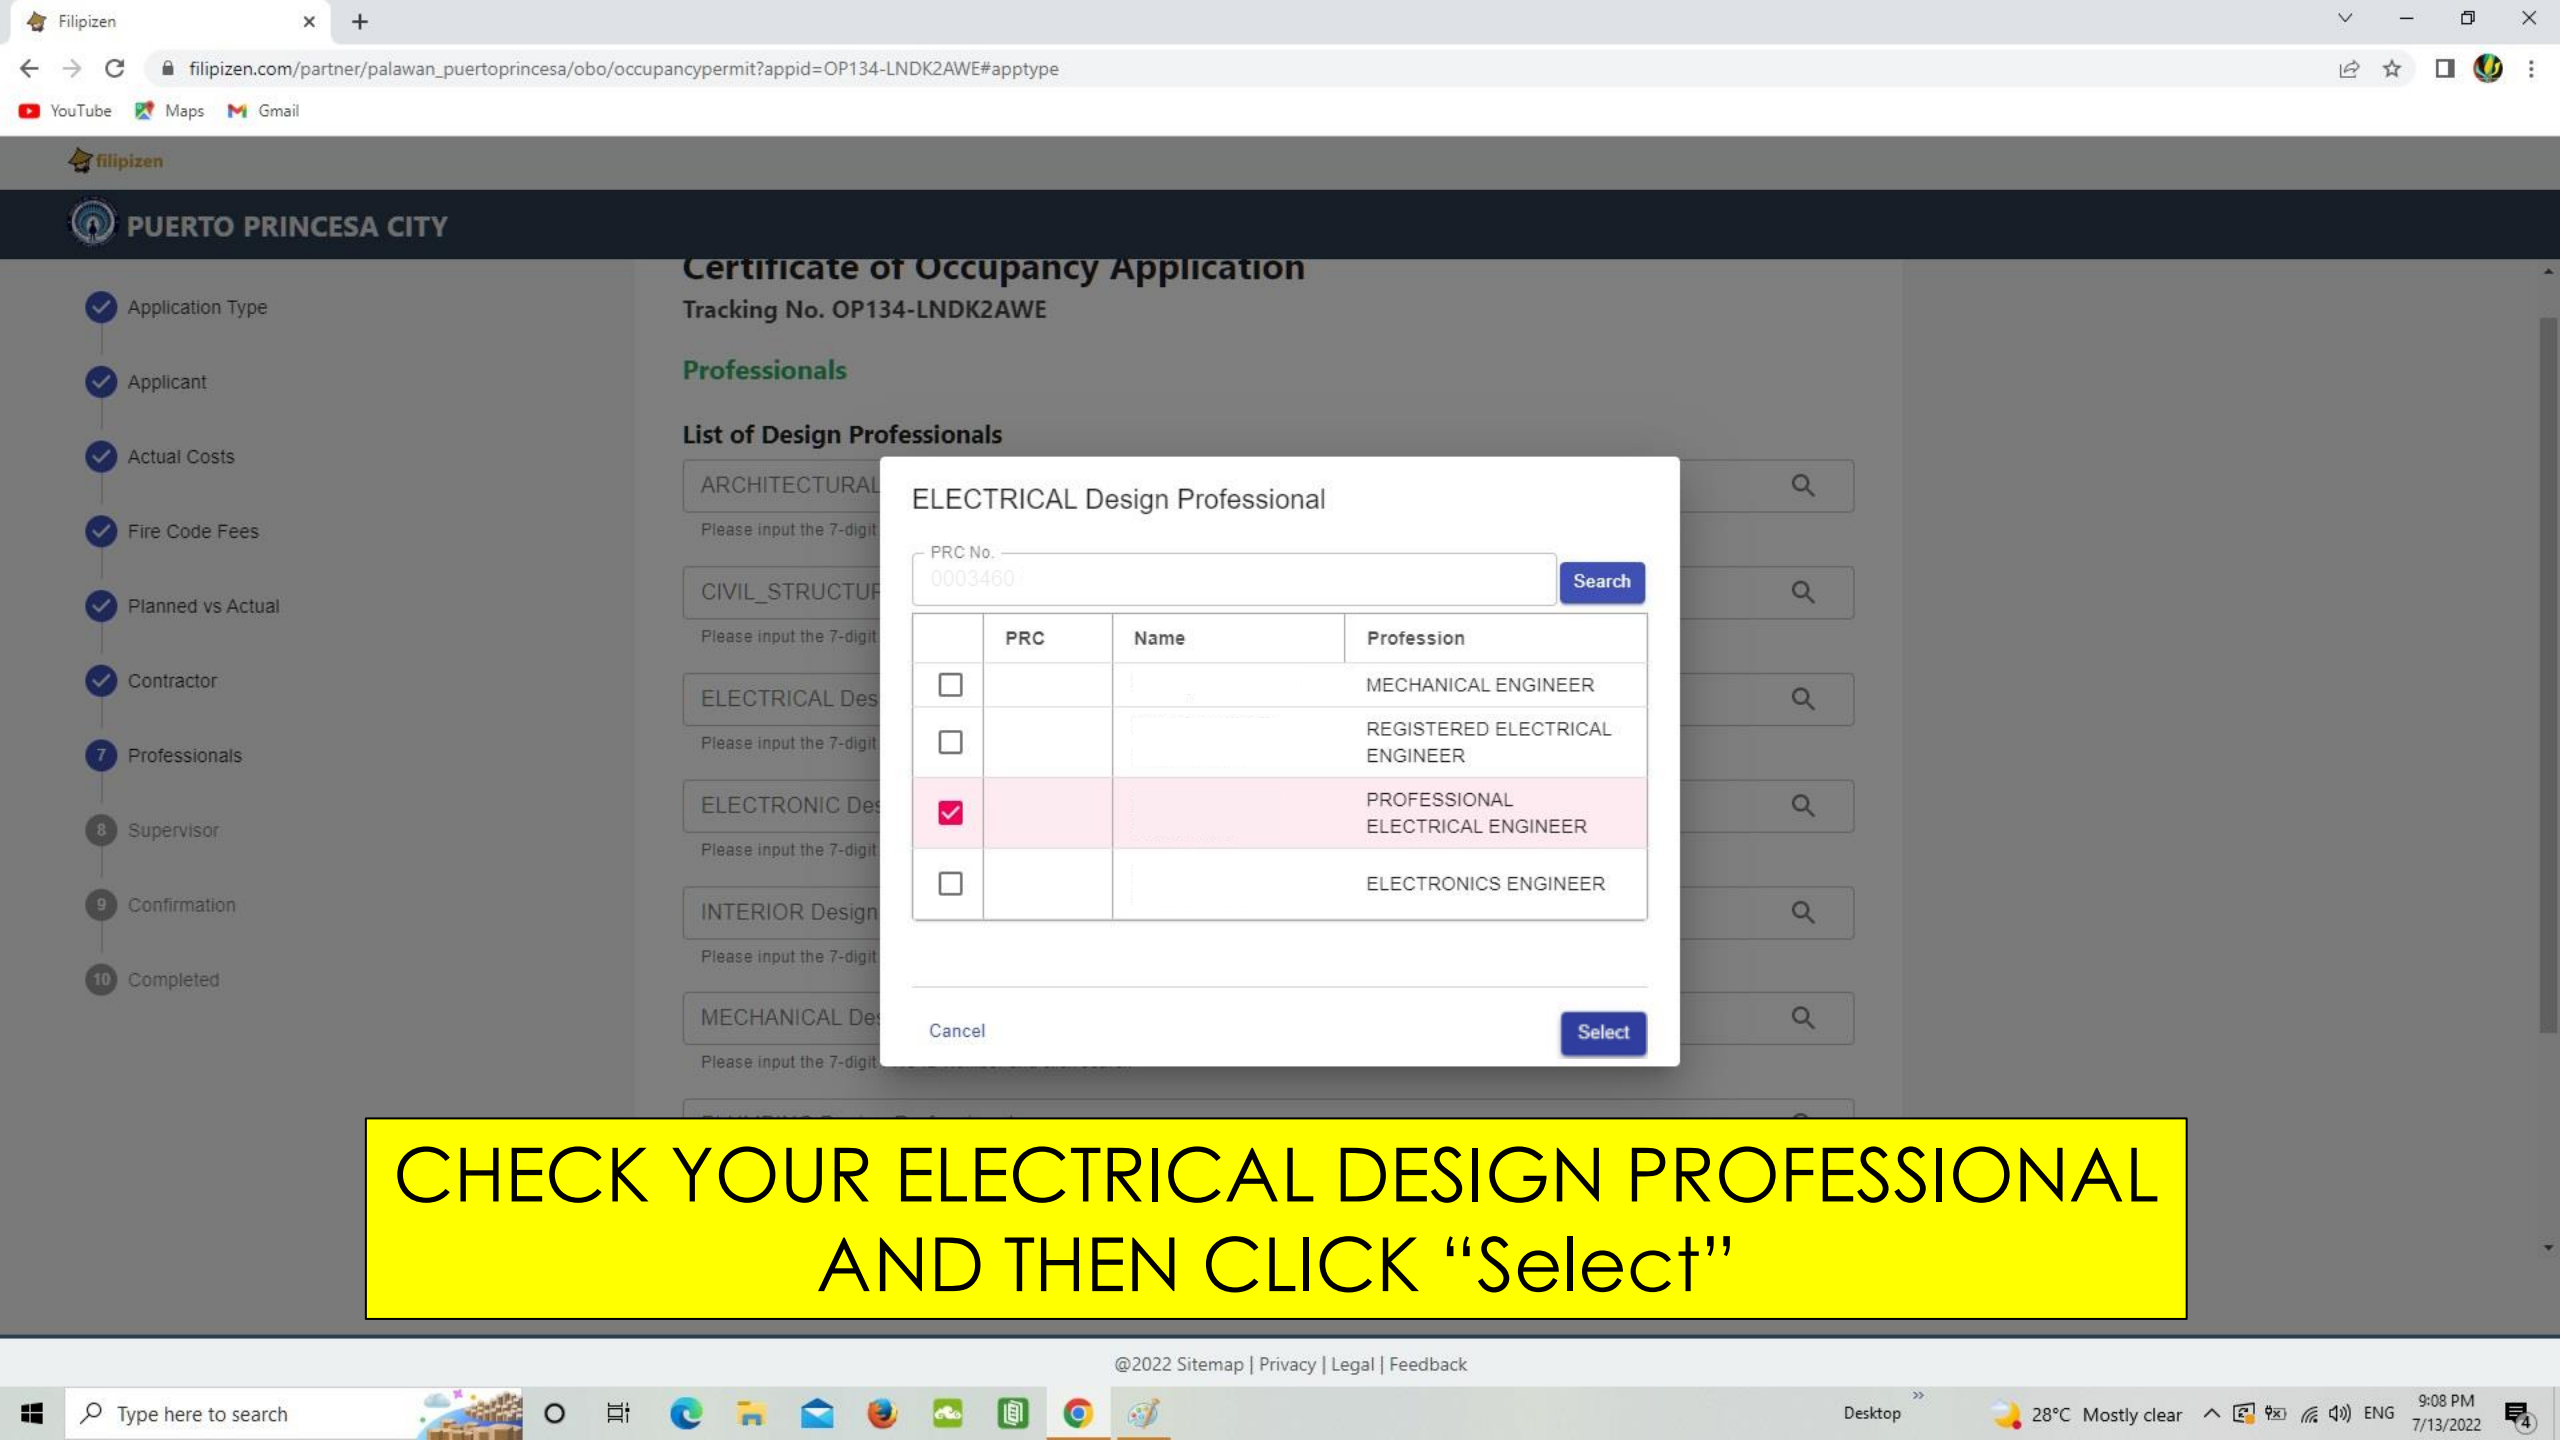 Filipizen
filipizen.com/partner/palawan_puertoprincesa/obo/occupancypermit?appid=OP134-LNDK2AWE#apptype
YouTube Maps Gmail
filipizen
PUERTO PRINCESA CITY
Application Type
Applicant
Actual Costs
Fire Code Fees
Planned vs Actual
Contractor
7 Professionals
8 Supervisor
9 Confirmation
10 Completed
Certificate of Occupancy Application
Tracking No. OP134-LNDK2AWE
Professionals
List of Design Professionals
ARCHITECTURAL
Please input the 7-digit
CIVIL_STRUCTUR
Please input the 7-digit
ELECTRICAL Des
Please input the 7-digit
ELECTRONIC Des
Please input the 7-digit
INTERIOR Design
Please input the 7-digit
MECHANICAL Des
Please input the 7-digit
ELECTRICAL Design Professional
PRC No.
0003460
Search
PRC Name Profession
MECHANICAL ENGINEER
REGISTERED ELECTRICAL
ENGINEER
PROFESSIONAL
ELECTRICAL ENGINEER
ELECTRONICS ENGINEER
Cancel Select
CHECK YOUR ELECTRICAL DESIGN PROFESSIONAL
AND THEN CLICK “Select”
@2022 Sitemap | Privacy | Legal | Feedback
Type here to search
Desktop
28°C Mostly clear
ENG
9:08 PM
7/13/2022
4